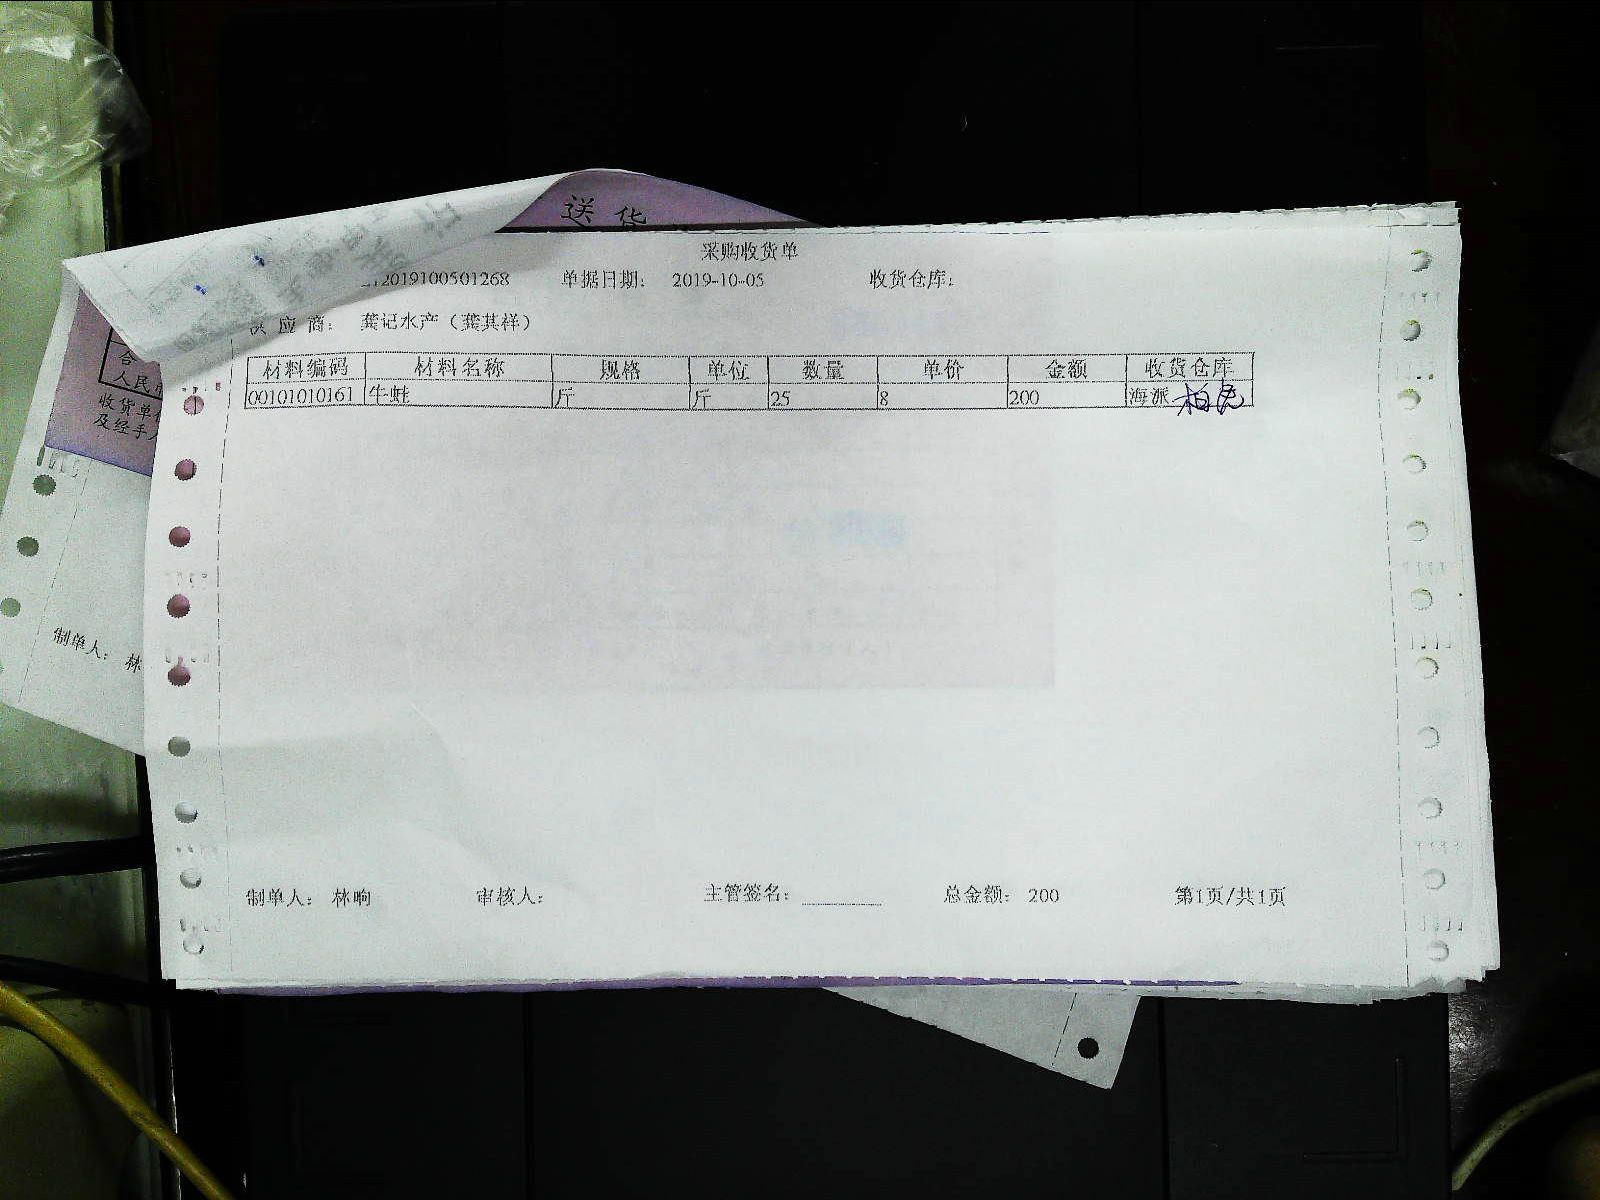 送货
采购收货单
2019100501268 单据日期: 2019-10-05 收货仓库:
供应商: 龚记水产(龚其样)
材料编码 材料名称 规格 单位 数量 单价 金额 收货仓库
00101010161 牛蛙 斤 斤 25 8 200 海派
合
人民
收货单
及经手
制单人: 林
制单人: 林响 审核人: 主管签名: 总金额: 200 第1页/共1页